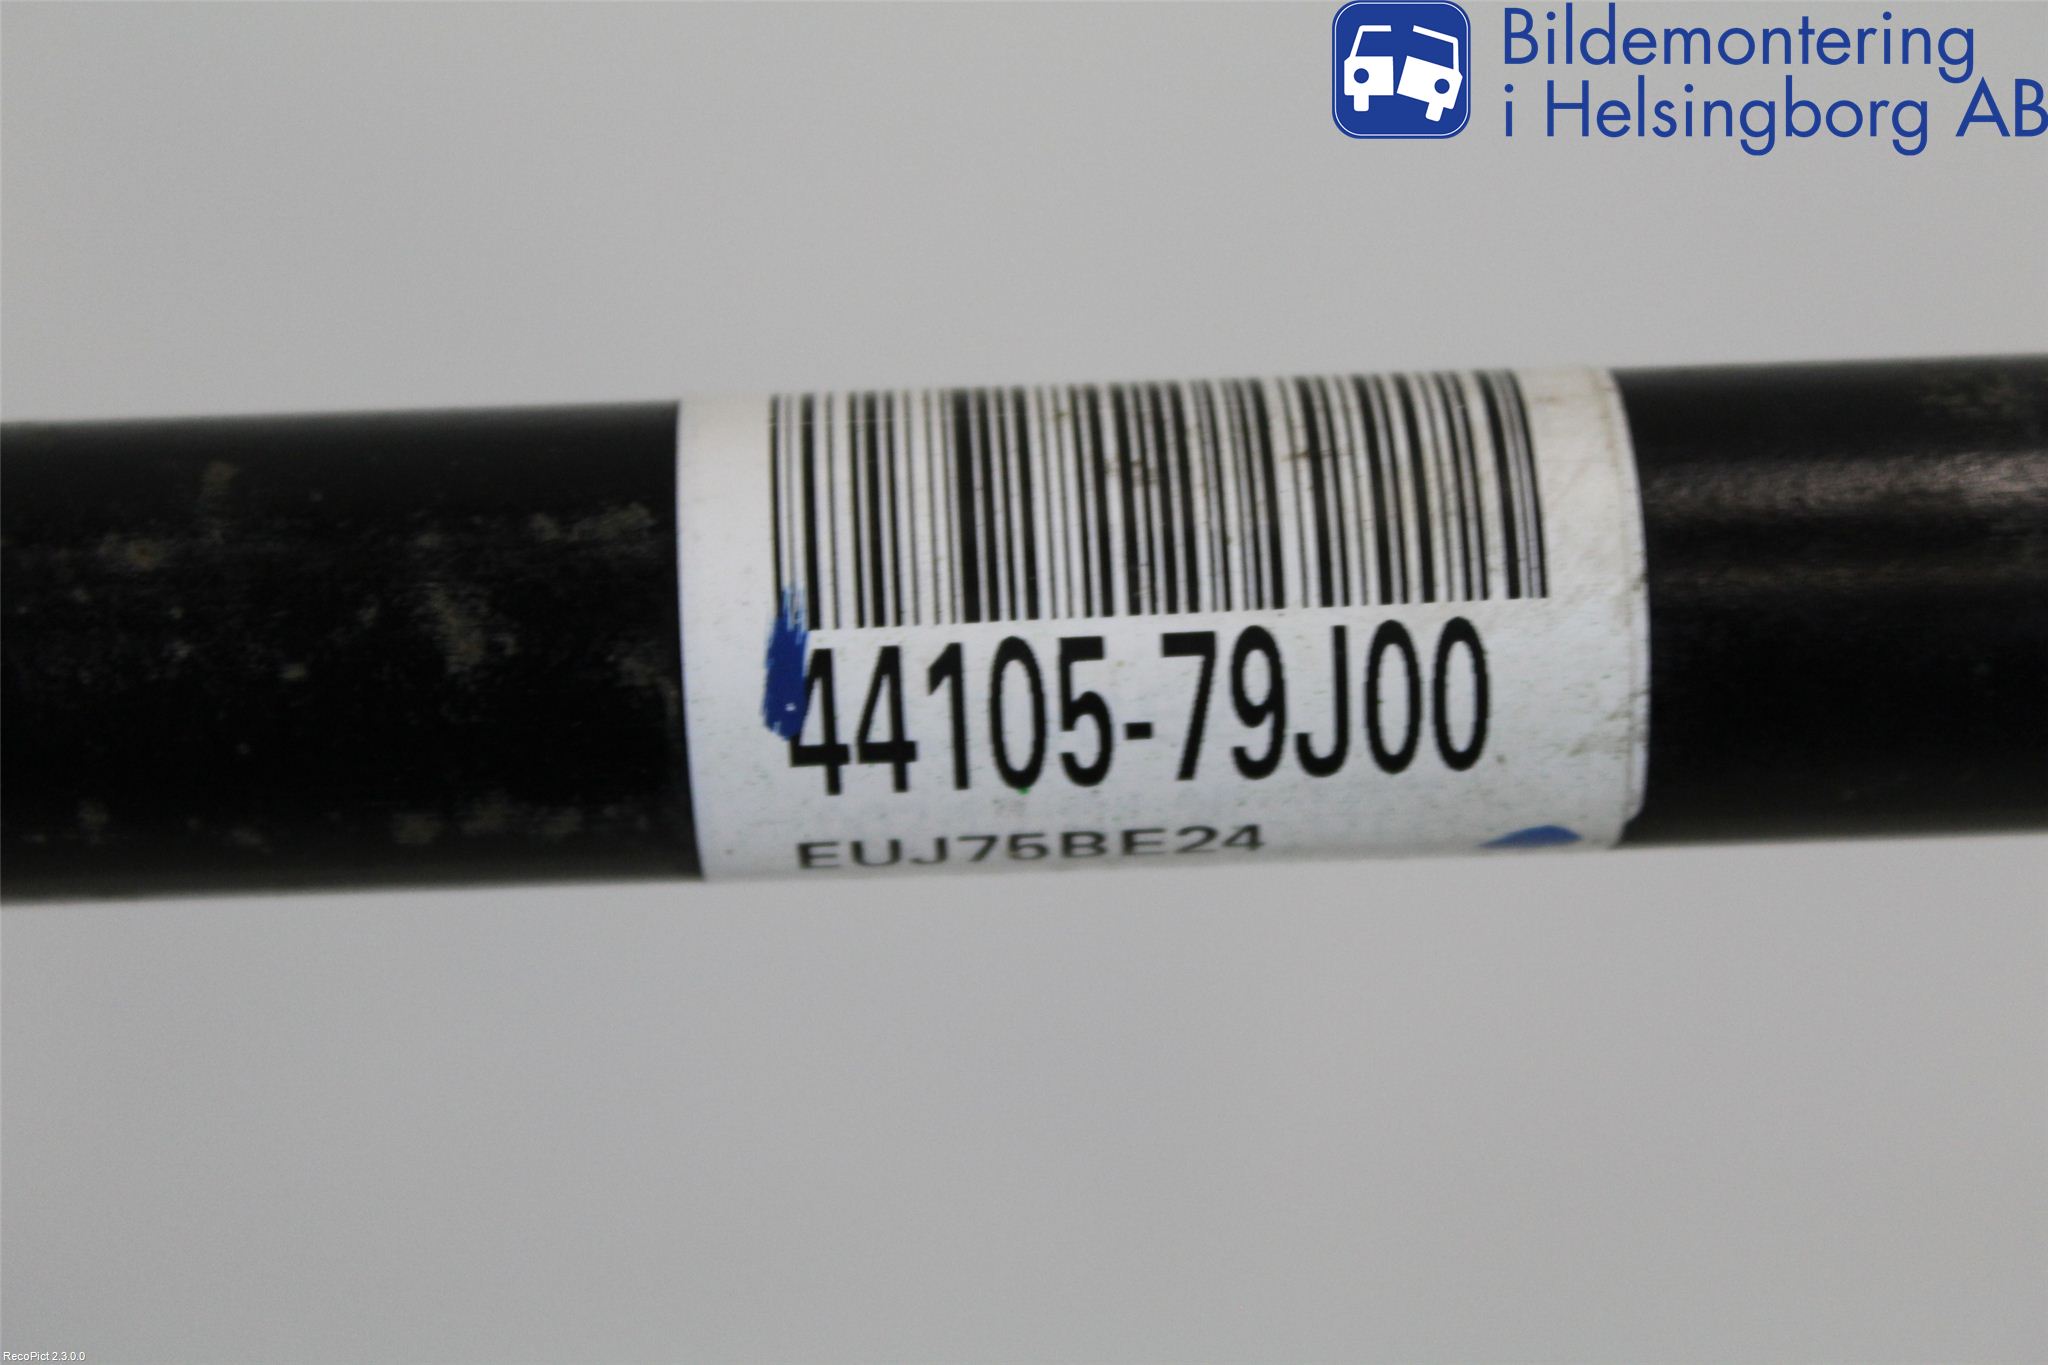 Bildemontering
i Helsingborg AB
44105-79J00
EUJ75BE24
RecoPict 2.3.0.0